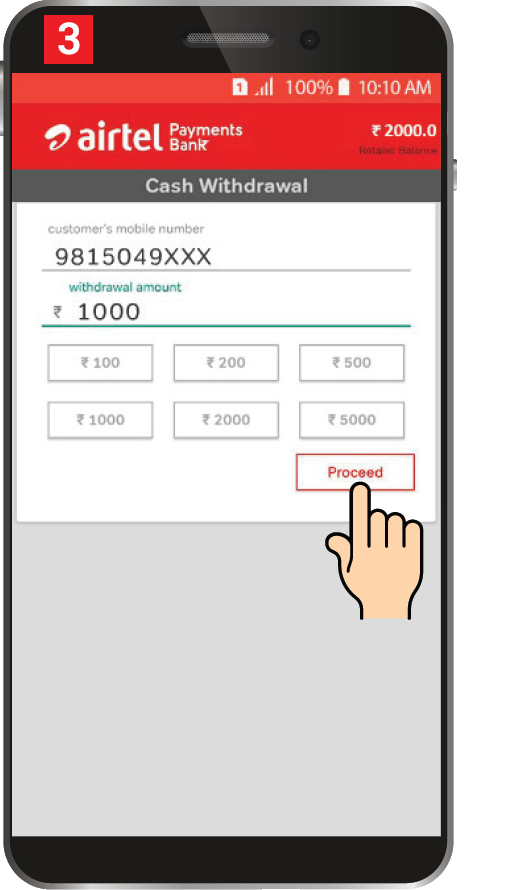 3
1 100% 10:10 AM
airtel Payments Bank
₹ 2000.0
Retailer Balance
Cash Withdrawal
customer's mobile number
9815049XXX
withdrawal amount
₹ 1000
₹ 100 ₹ 200 ₹ 500
₹ 1000 ₹ 2000 ₹ 5000
Proceed